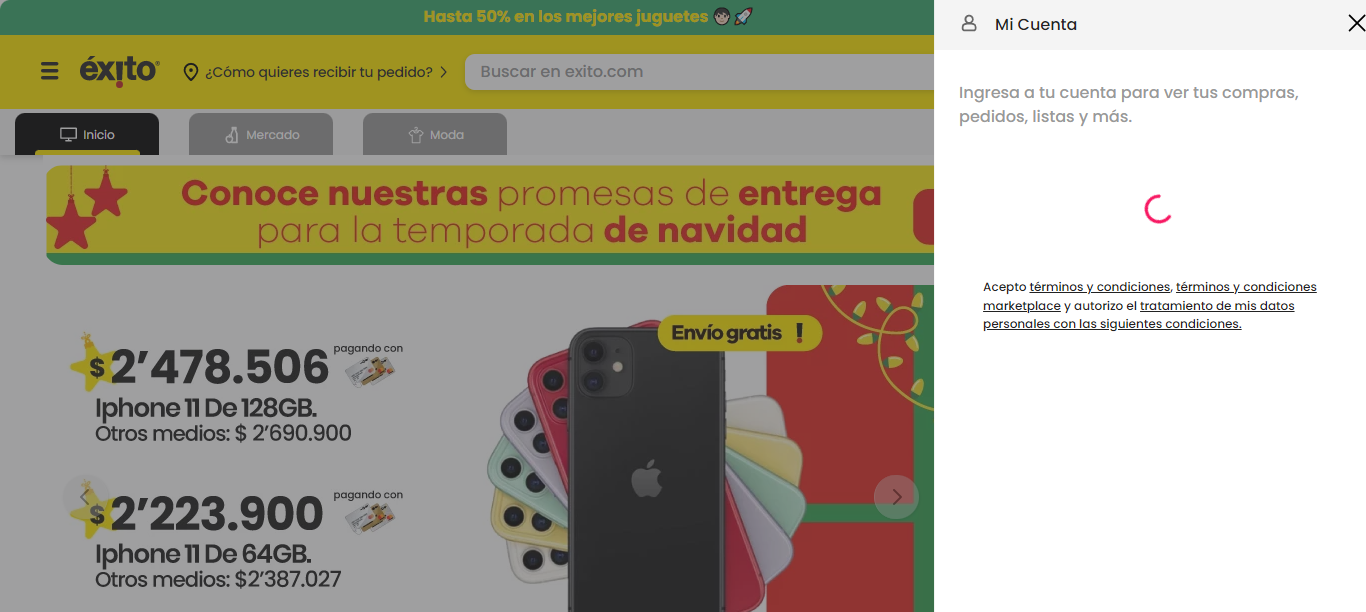 Hasta 50% en los mejores juguetes
éxito
¿Cómo quieres recibir tu pedido?
Buscar en exito.com
Inicio
Mercado
Moda
Conoce nuestras promesas de entrega
para la temporada de navidad
Envío gratis !
$ 2’478.506
pagando con
Iphone 11 De 128GB.
Otros medios: $ 2’690.900
$ 2’223.900
pagando con
Iphone 11 De 64GB.
Otros medios: $2’387.027
Mi Cuenta
Ingresa a tu cuenta para ver tus compras,
pedidos, listas y más.
Acepto términos y condiciones, términos y condiciones
marketplace y autorizo el tratamiento de mis datos
personales con las siguientes condiciones.